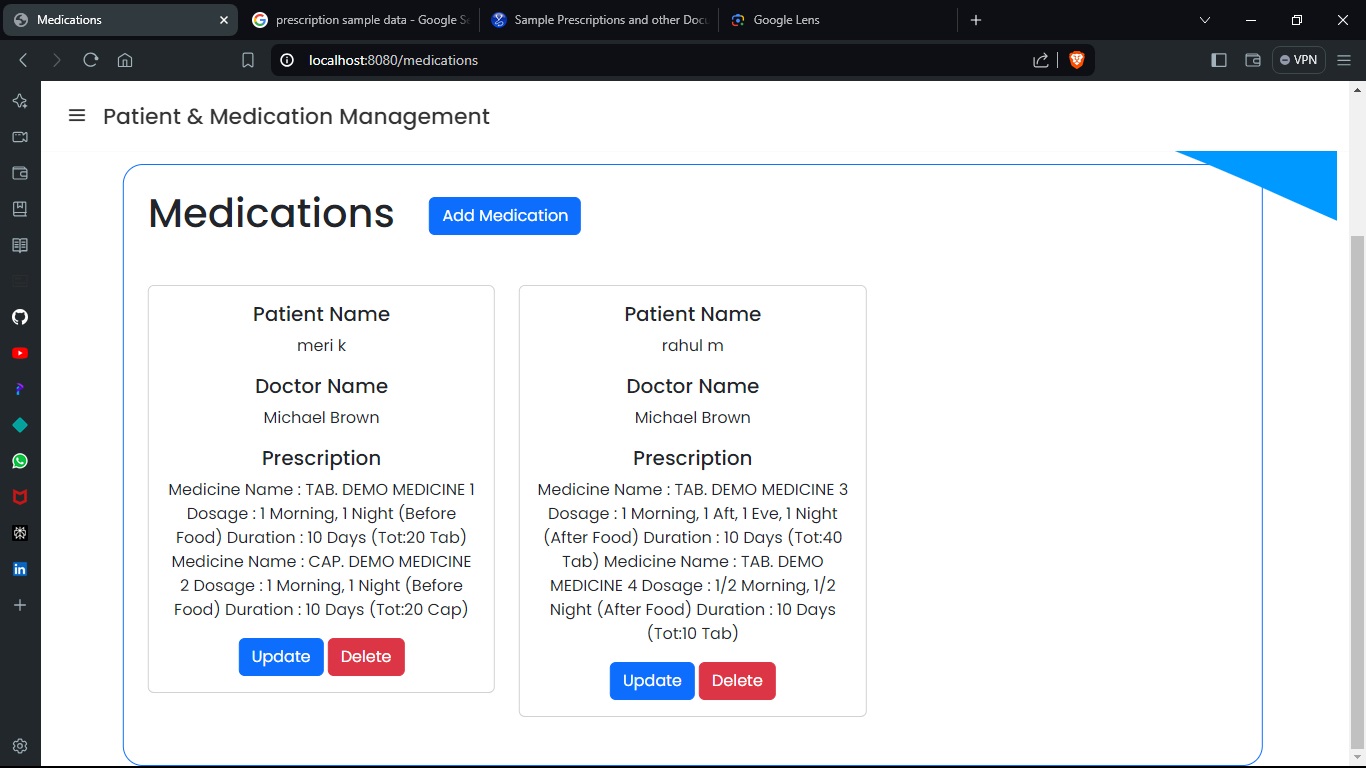 Medications
prescription sample data - Google Se
Sample Prescriptions and other Docu
Google Lens
localhost:8080/medications
VPN
Patient & Medication Management
Medications
Add Medication
Patient Name
meri k
Doctor Name
Michael Brown
Prescription
Medicine Name : TAB. DEMO MEDICINE 1
Dosage : 1 Morning, 1 Night (Before
Food) Duration : 10 Days (Tot:20 Tab)
Medicine Name : CAP. DEMO MEDICINE
2 Dosage : 1 Morning, 1 Night (Before
Food) Duration : 10 Days (Tot:20 Cap)
Update
Delete
Patient Name
rahul m
Doctor Name
Michael Brown
Prescription
Medicine Name : TAB. DEMO MEDICINE 3
Dosage : 1 Morning, 1 Aft, 1 Eve, 1 Night
(After Food) Duration : 10 Days (Tot:40
Tab) Medicine Name : TAB. DEMO
MEDICINE 4 Dosage : 1/2 Morning, 1/2
Night (After Food) Duration : 10 Days
(Tot:10 Tab)
Update
Delete